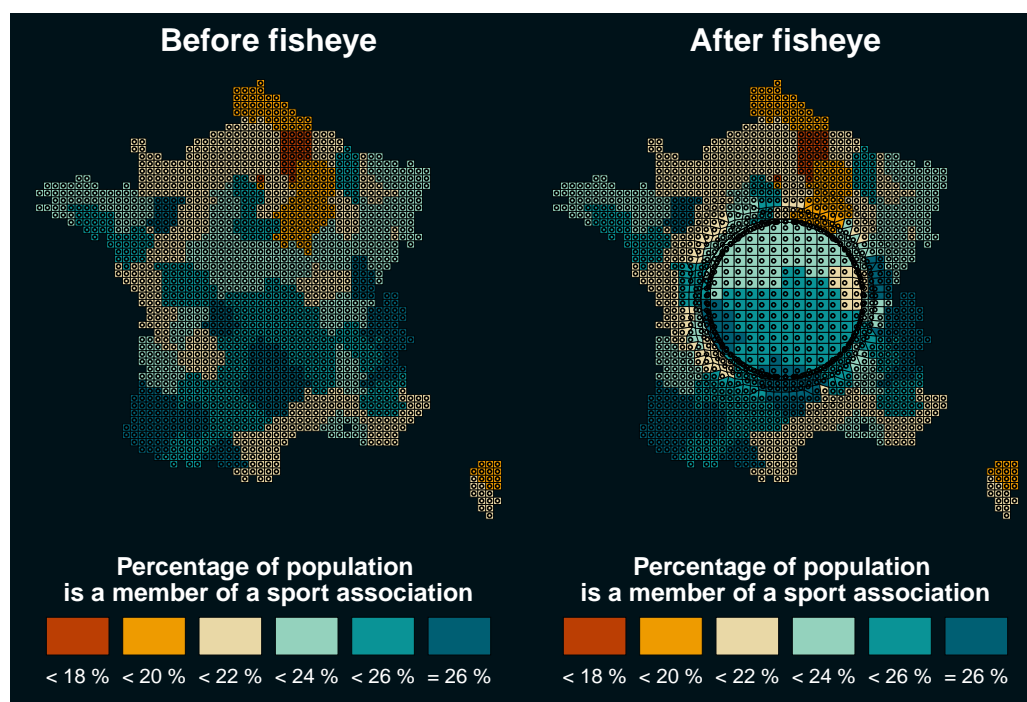 Before fisheye
After fisheye
Percentage of population
is a member of a sport association
< 18 % < 20 % < 22 % < 24 % < 26 % = 26 %
Percentage of population
is a member of a sport association
< 18 % < 20 % < 22 % < 24 % < 26 % = 26 %